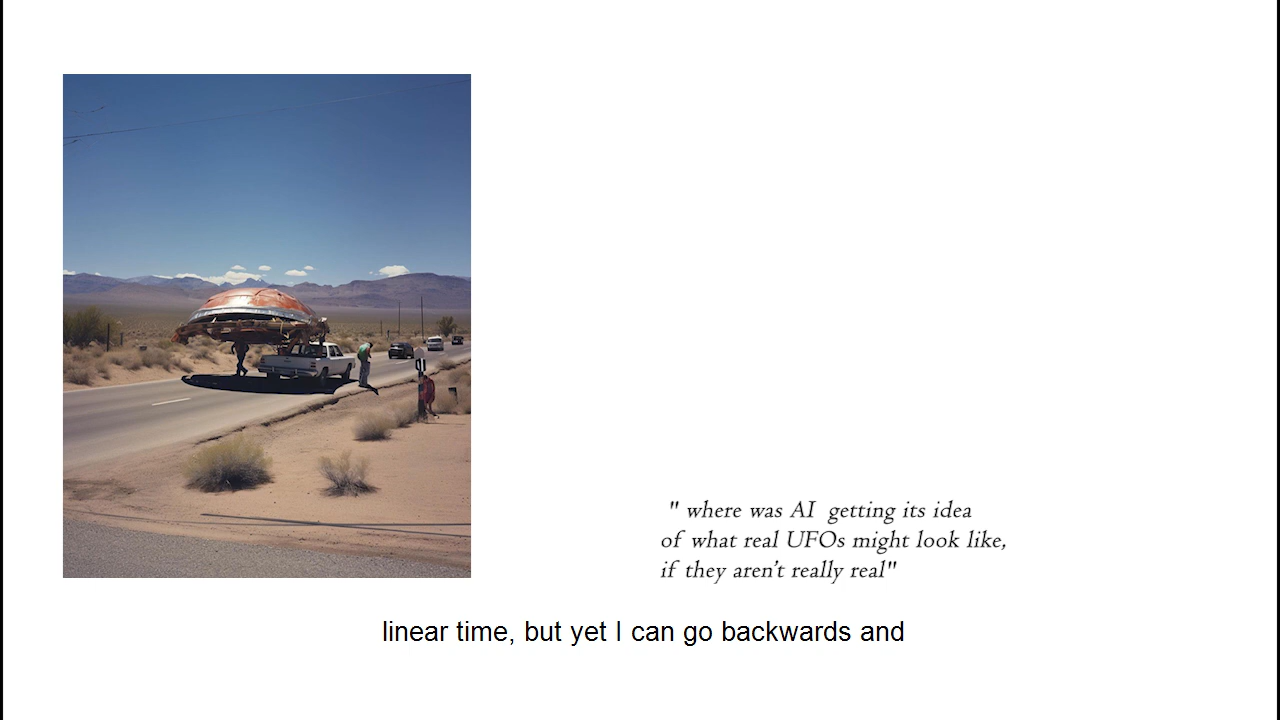 " where was AI getting its idea
of what real UFOs might look like,
if they aren't really real"
linear time, but yet I can go backwards and